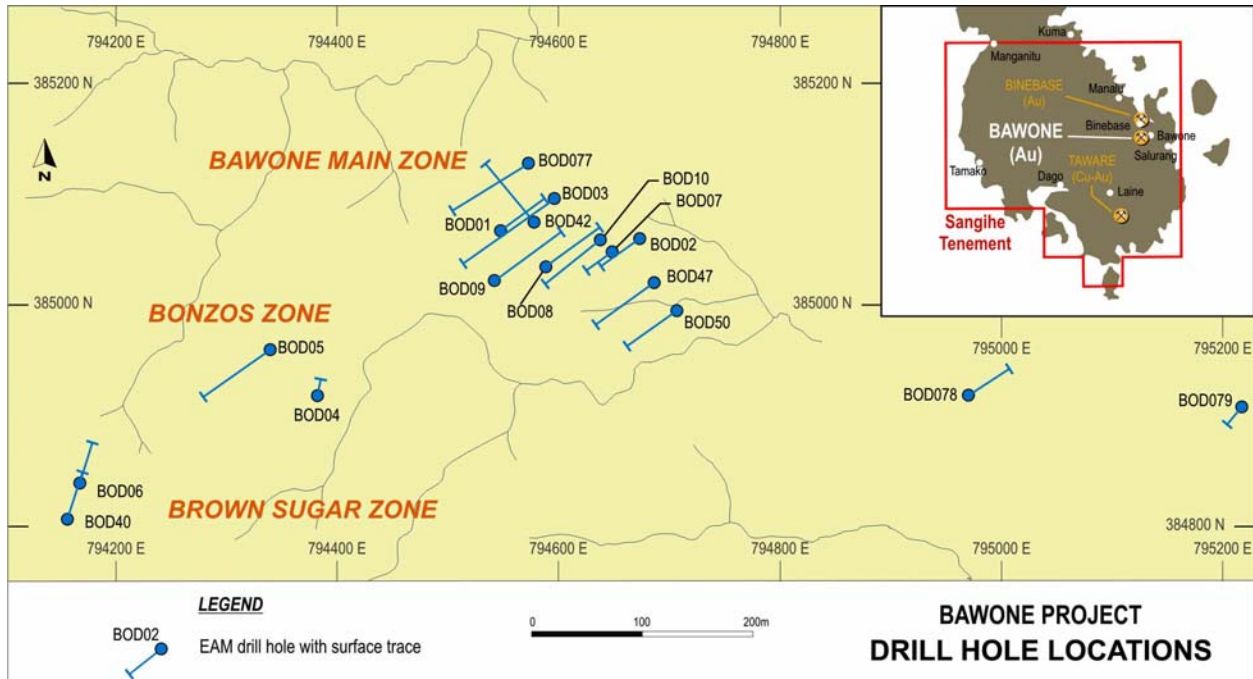 794200 E
794400 E
794600 E
794800 E
385200 N
385200 N
N
BAWONE MAIN ZONE
BOD077
BOD03
BOD10
BOD07
BOD01
BOD42
BOD02
BOD09
BOD08
BOD47
BOD50
385000 N
385000 N
BONZOS ZONE
BOD05
BOD04
795000 E
795200 E
BOD078
BOD079
BOD06
BOD40
BROWN SUGAR ZONE
384800 N
794200 E
794400 E
794600 E
794800 E
795000 E
795200 E
Kuma
Manganitu
BINEBASE
(Au)
Manalu
Binebase
BAWONE
(Au)
Bawone
Salurang
TAWARE
(Cu-Au)
Tamako
Dago
Laine
Sangihe
Tenement
LEGEND
BOD02
EAM drill hole with surface trace
0
100
200m
BAWONE PROJECT
DRILL HOLE LOCATIONS